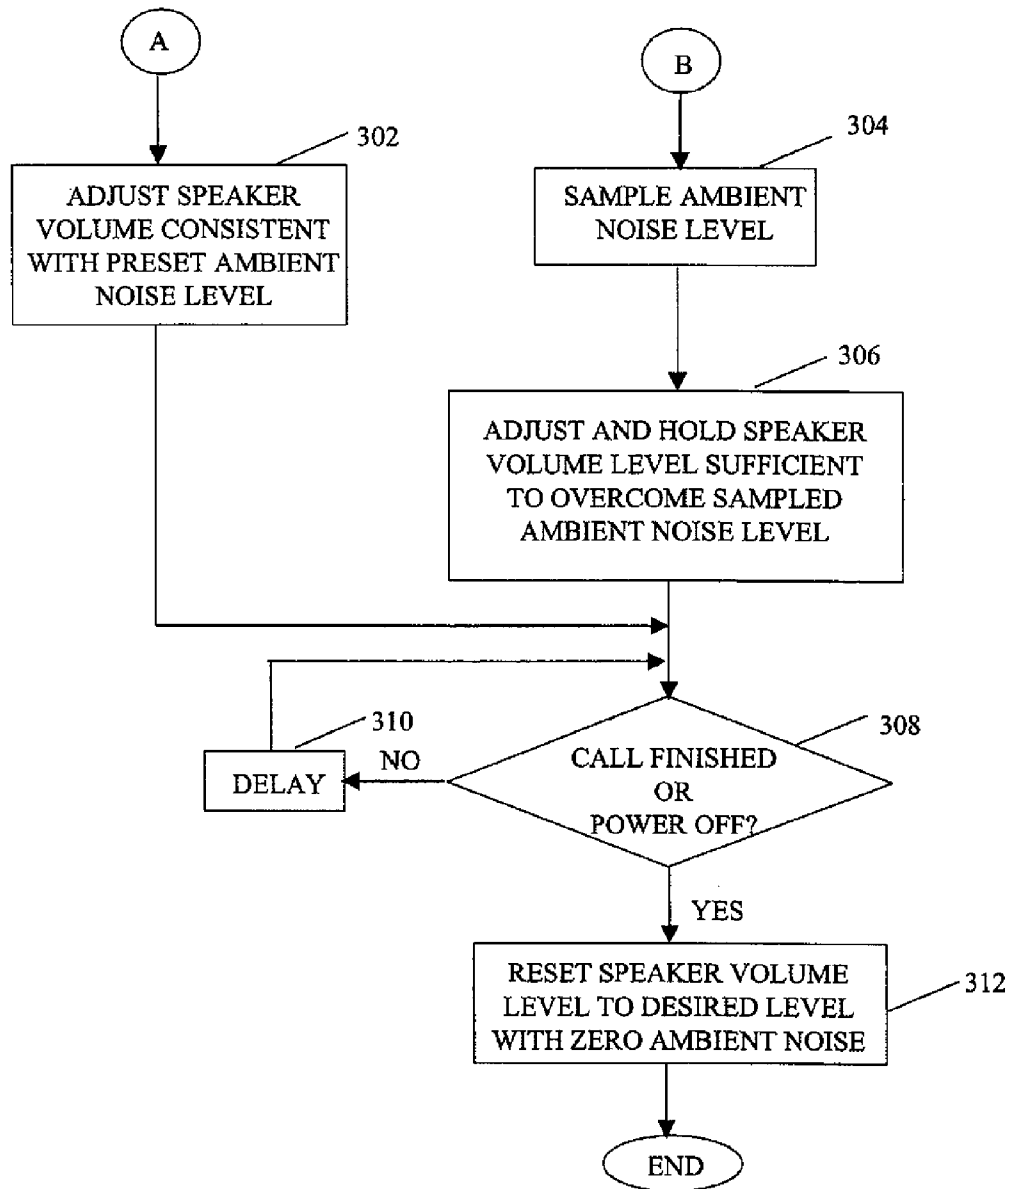 A
B
302
304
ADJUST SPEAKER
VOLUME CONSISTENT
WITH PRESET AMBIENT
NOISE LEVEL
SAMPLE AMBIENT
NOISE LEVEL
306
ADJUST AND HOLD SPEAKER
VOLUME LEVEL SUFFICIENT
TO OVERCOME SAMPLED
AMBIENT NOISE LEVEL
310
308
DELAY
NO
CALL FINISHED
OR
POWER OFF?
YES
RESET SPEAKER VOLUME
LEVEL TO DESIRED LEVEL
WITH ZERO AMBIENT NOISE
312
END